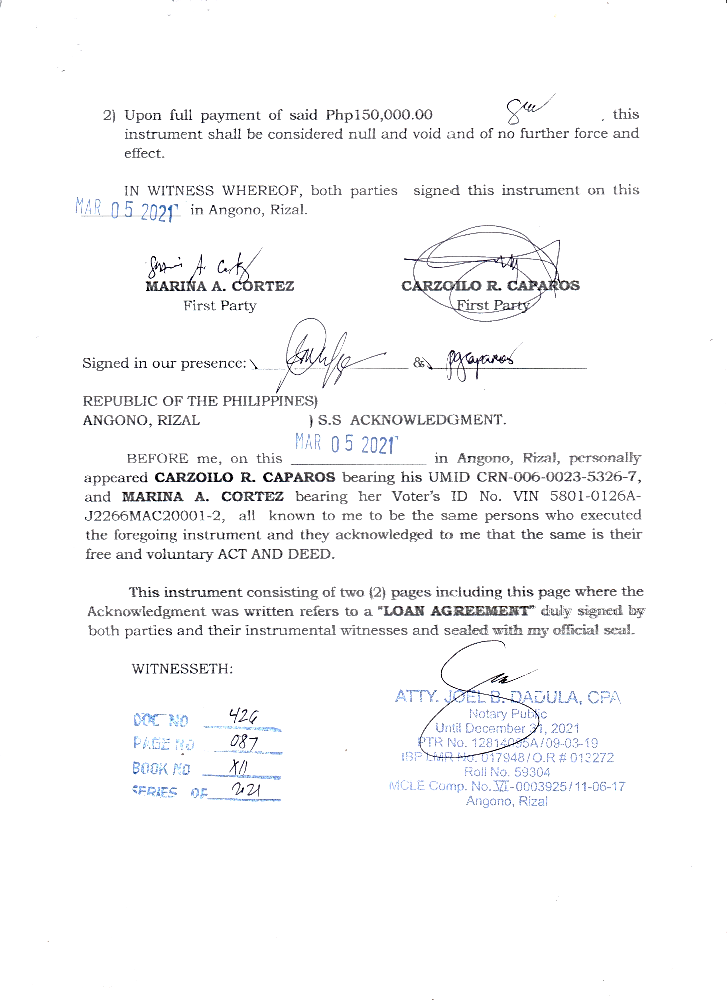 2) Upon full payment of said Php150,000.00 , this
instrument shall be considered null and void and of no further force and
effect.
IN WITNESS WHEREOF, both parties signed this instrument on this
MAR 05 2021 in Angono, Rizal.
MARINA A. CORTEZ
First Party
CARZOILO R. CAPAROS
First Party
Signed in our presence: &
REPUBLIC OF THE PHILIPPINES)
ANGONO, RIZAL ) S.S ACKNOWLEDGMENT.
MAR 05 2021
BEFORE me, on this in Angono, Rizal, personally
appeared CARZOILO R. CAPAROS bearing his UMID CRN-006-0023-5326-7,
and MARINA A. CORTEZ bearing her Voter's ID No. VIN 5801-0126A-
J2266MAC20001-2, all known to me to be the same persons who executed
the foregoing instrument and they acknowledged to me that the same is their
free and voluntary ACT AND DEED.
This instrument consisting of two (2) pages including this page where the
Acknowledgment was written refers to a “LOAN AGREEMENT” duly signed by
both parties and their instrumental witnesses and sealed with my official seal.
WITNESSETH:
DOC NO 426
PAGE NO 087
BOOK NO XII
SERIES OF 2021
ATTY. JOEL B. DADULA, CPA
Notary Public
Until December 31, 2021
PTR No. 12814095A/09-03-19
IBP LMR No. 017948/O.R # 013272
Roll No. 59304
MCLE Comp. No. VI-0003925/11-06-17
Angono, Rizal